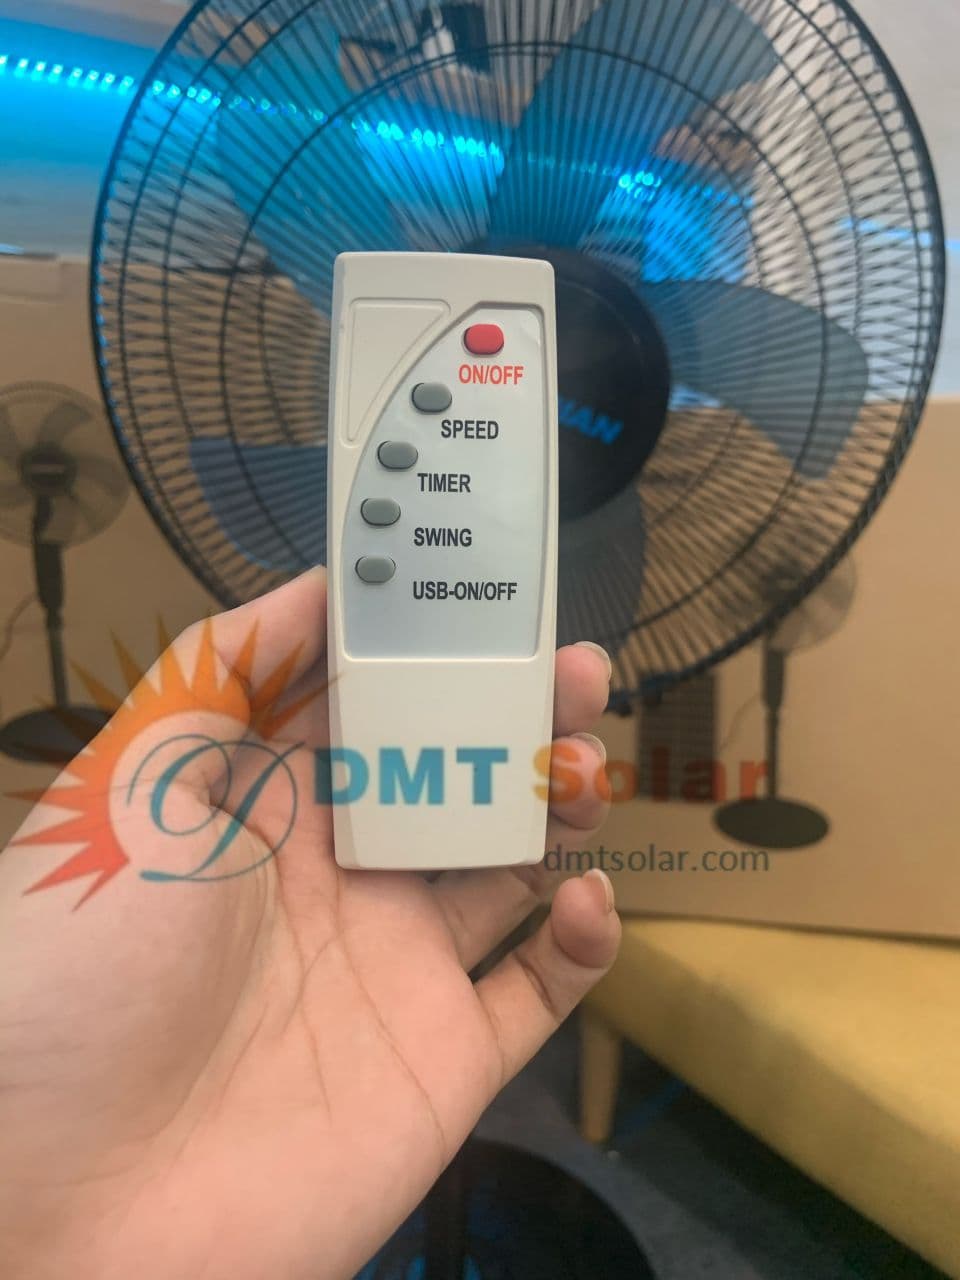 ON/OFF
SPEED
TIMER
SWING
USB-ON/OFF
DMT Solar
dmtsolar.com